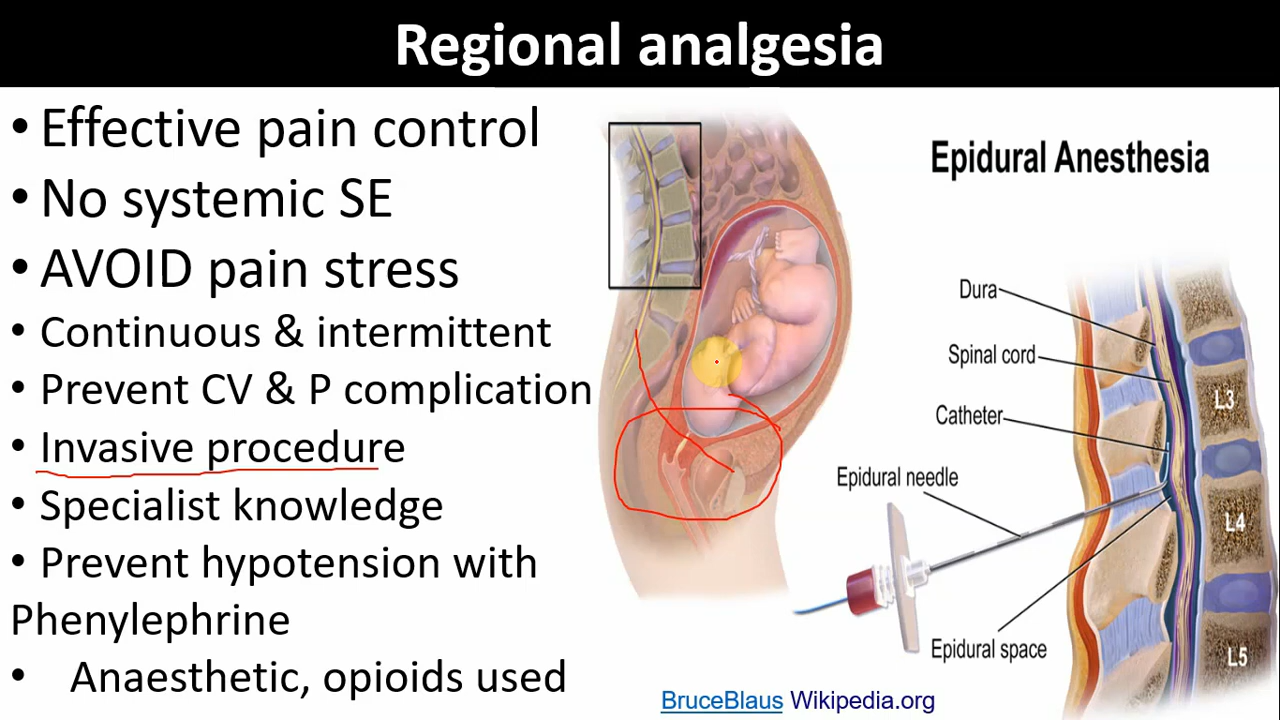 Regional analgesia
• Effective pain control
• No systemic SE
• AVOID pain stress
• Continuous & intermittent
• Prevent CV & P complication
• Invasive procedure
• Specialist knowledge
• Prevent hypotension with
Phenylephrine
• Anaesthetic, opioids used
Epidural Anesthesia
Dura
Spinal cord
Catheter
Epidural needle
Epidural space
L3
L4
L5
BruceBlaus Wikipedia.org